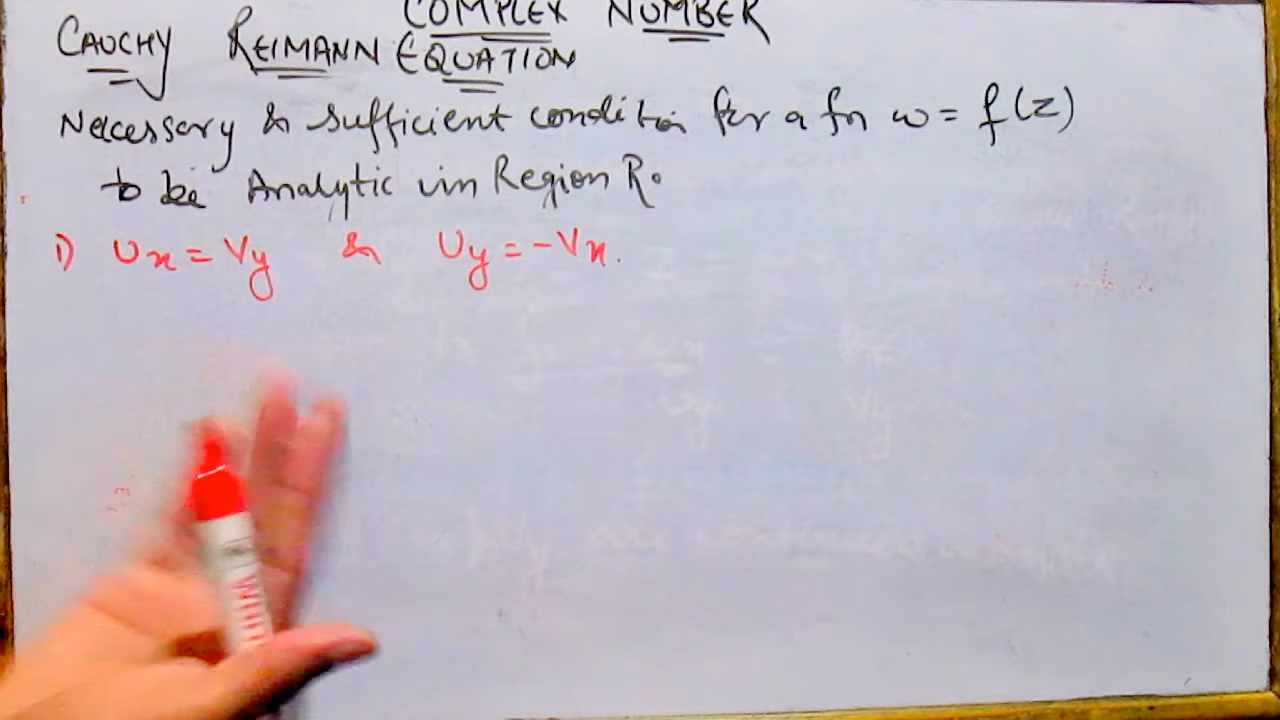 COMPLEX NUMBER
CAUCHY REIMANN EQUATION
Necessary & sufficient condition for a fn w = f(z)
to be Analytic in Region R.
1) Ux = Vy & Uy = -Vx.